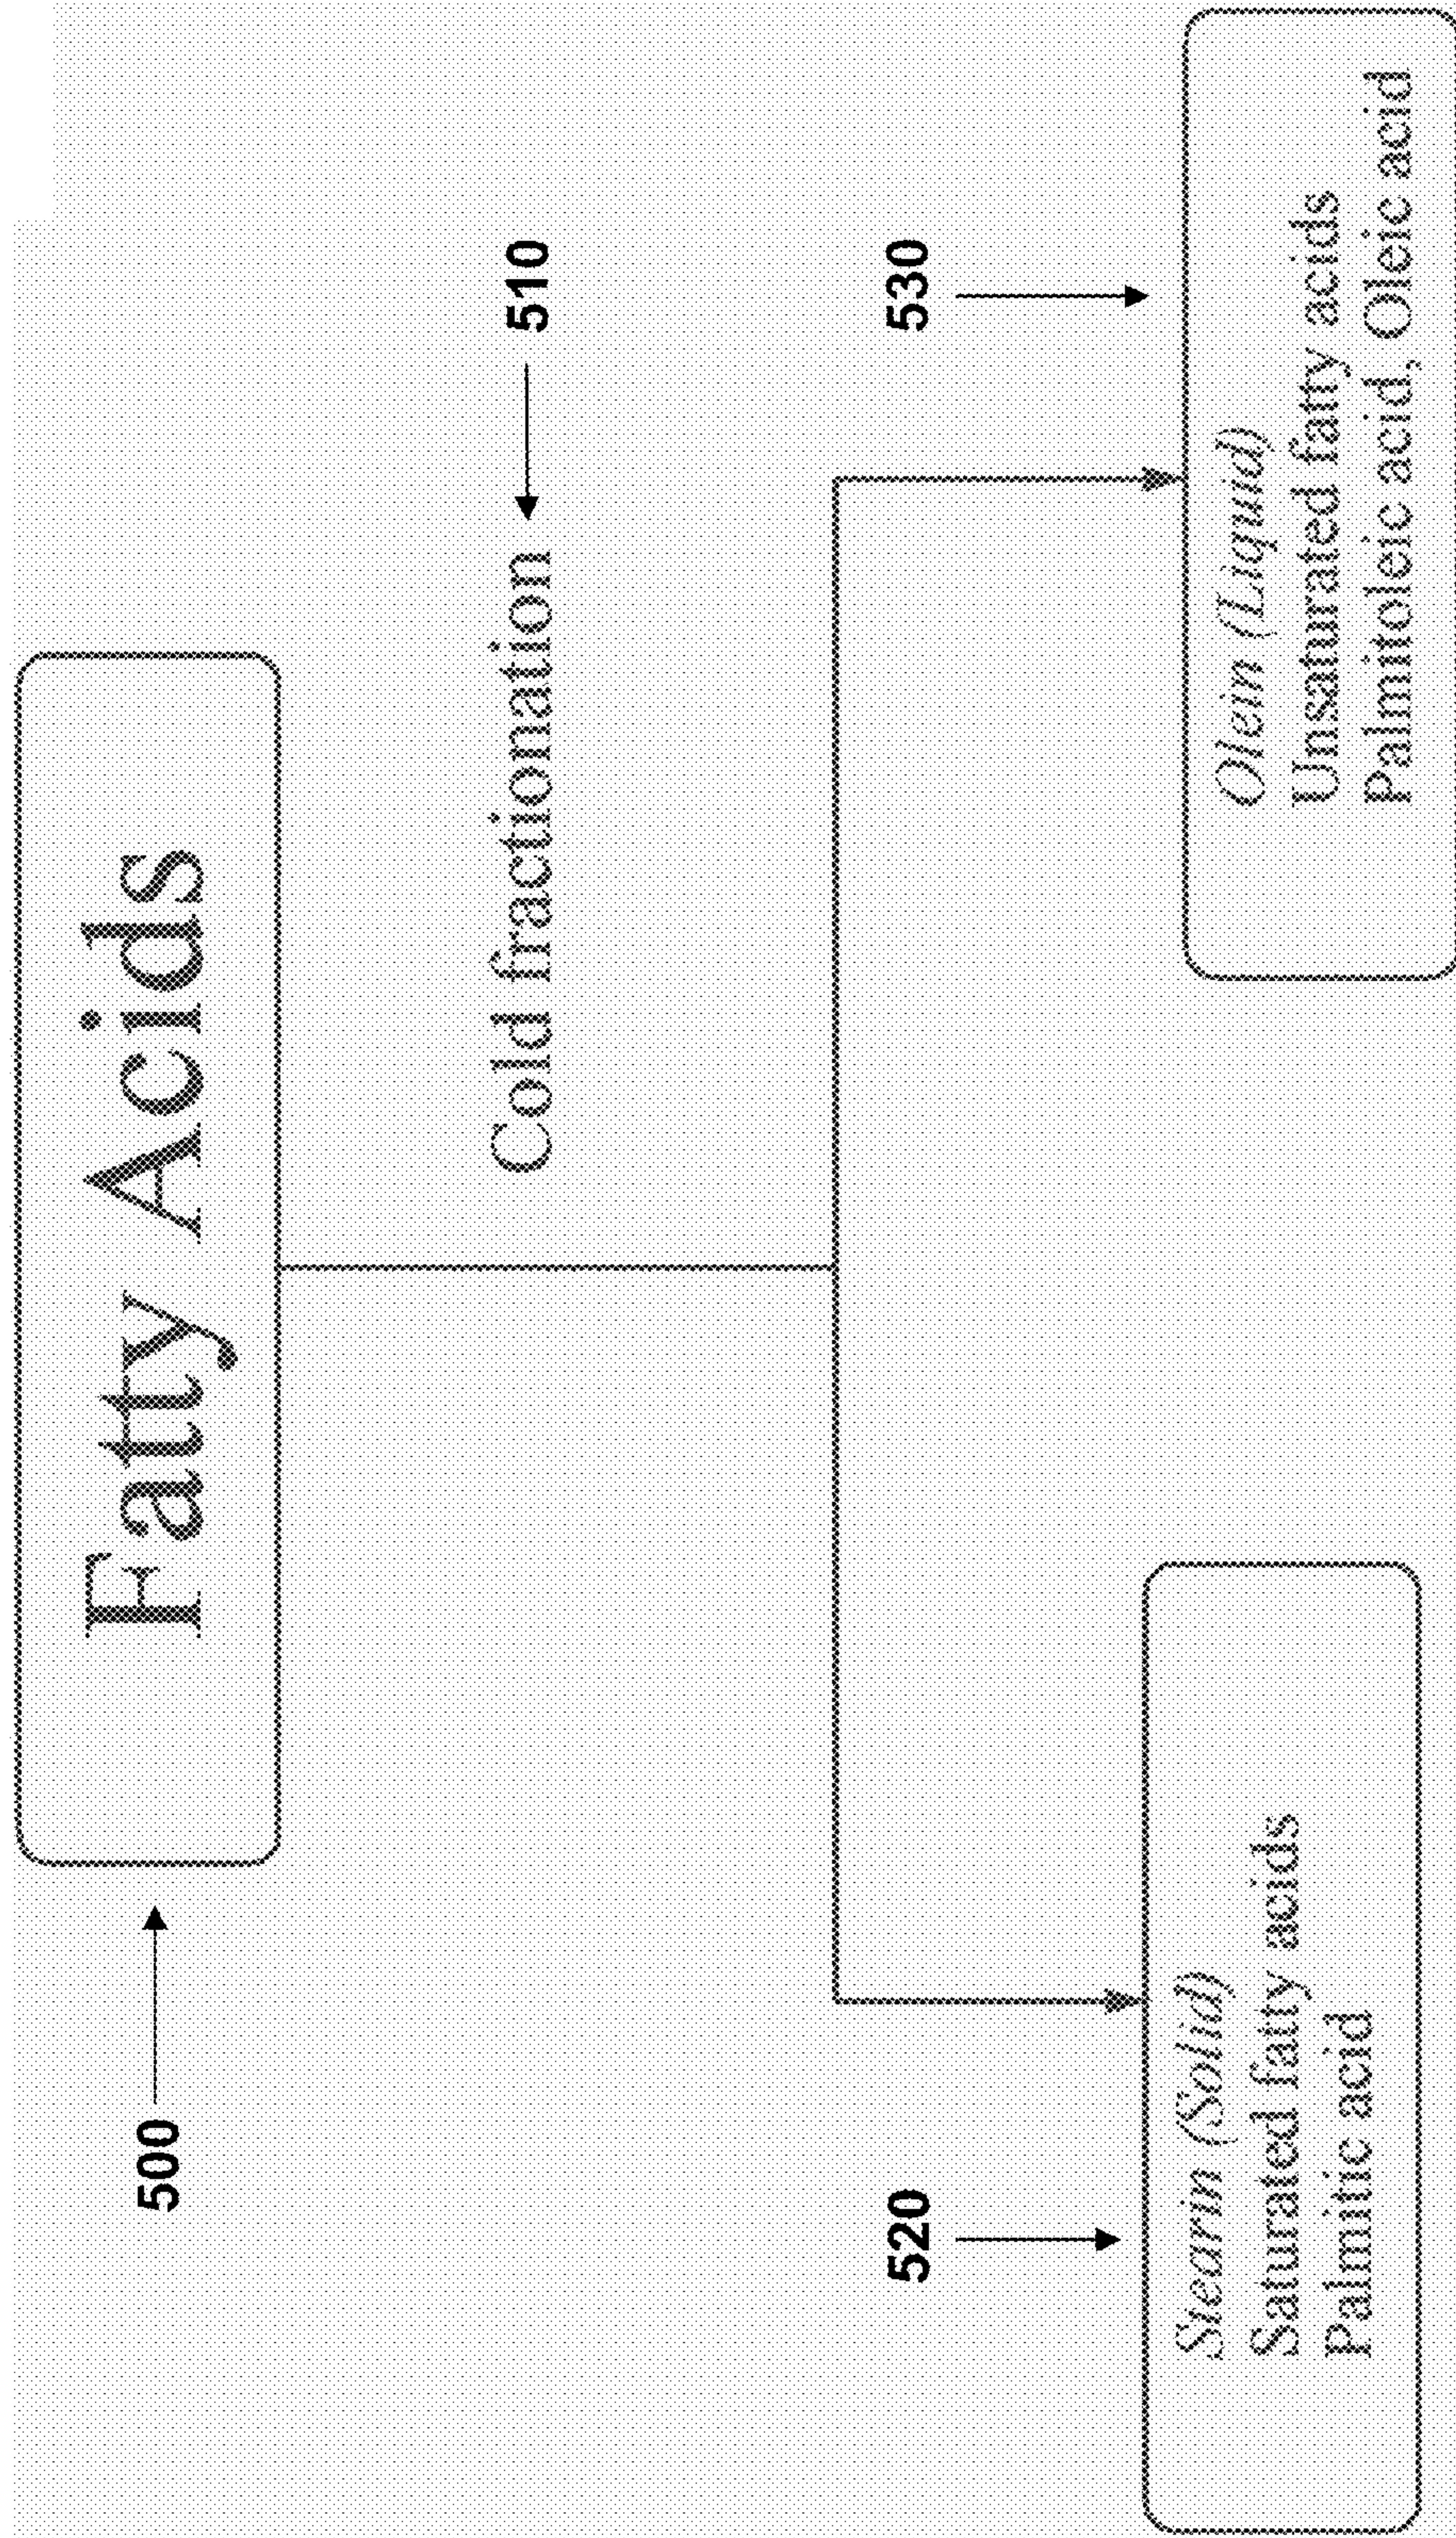 500
Fatty Acids
Cold fractionation
510
520
Stearin (Solid)
Saturated fatty acids
Palmitic acid
530
Olein (Liquid)
Unsaturated fatty acids
Palmitoleic acid, Oleic acid